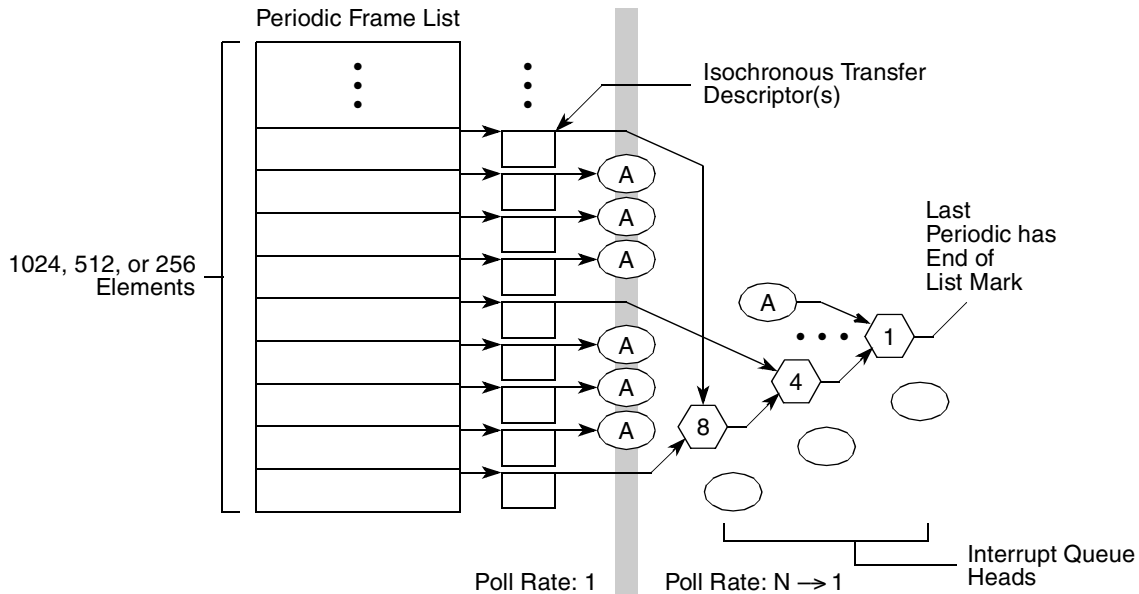 Periodic Frame List
Isochronous Transfer
Descriptor(s)
A
A
A
1024, 512, or 256
Elements
Last
Periodic has
End of
List Mark
A
1
A
4
A
A
8
Interrupt Queue
Heads
Poll Rate: 1
Poll Rate: N → 1